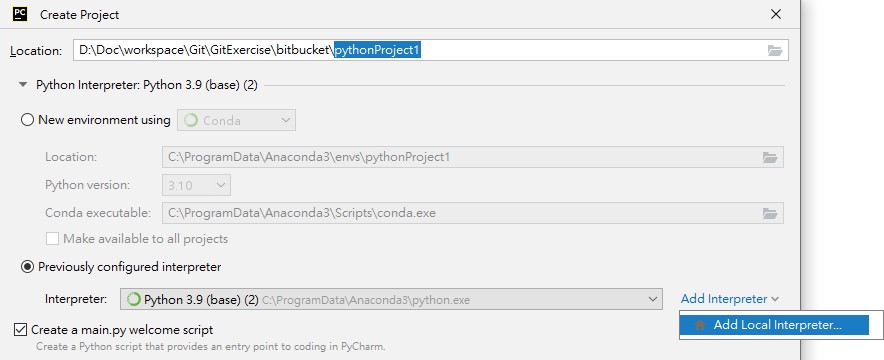 PC Create Project
Location: D:\Doc\workspace\Git\GitExercise\bitbucket\pythonProject1
Python Interpreter: Python 3.9 (base) (2)
New environment using Conda
Location: C:\ProgramData\Anaconda3\envs\pythonProject1
Python version: 3.10
Conda executable: C:\ProgramData\Anaconda3\Scripts\conda.exe
Make available to all projects
Previously configured interpreter
Interpreter: Python 3.9 (base) (2) C:\ProgramData\Anaconda3\python.exe Add Interpreter
Add Local Interpreter...
Create a main.py welcome script
Create a Python script that provides an entry point to coding in PyCharm.